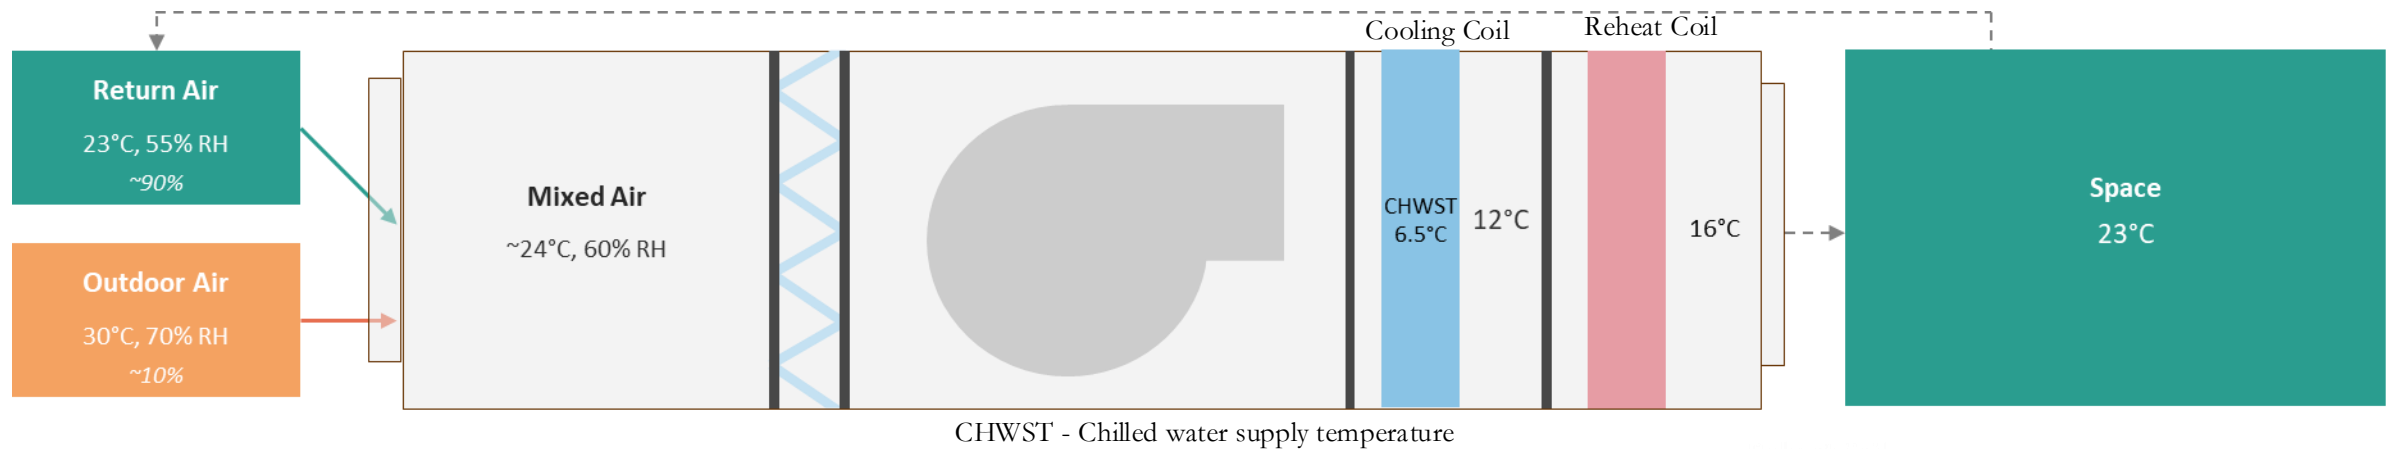 Return Air
23°C, 55% RH
~90%
Outdoor Air
30°C, 70% RH
~10%
Mixed Air
~24°C, 60% RH
Cooling Coil
CHWST
6.5°C
12°C
Reheat Coil
16°C
Space
23°C
CHWST - Chilled water supply temperature